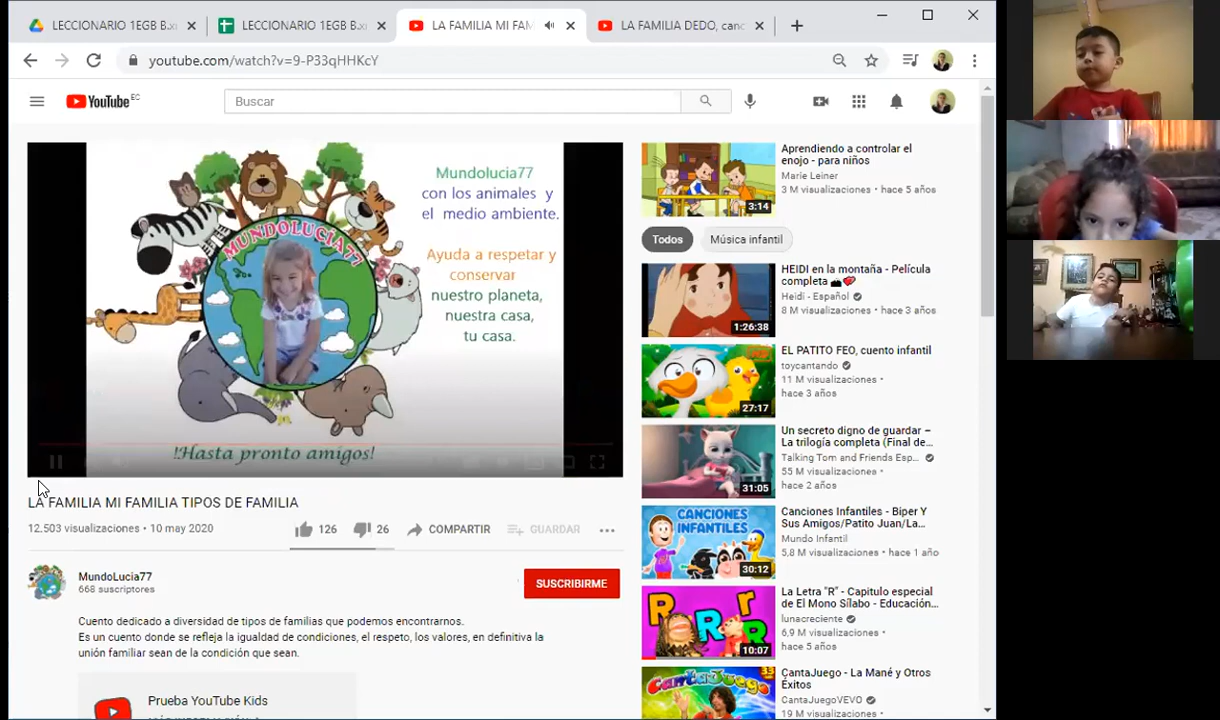 LECCIONARIO 1EGB B.x
LECCIONARIO 1EGB B.x
LA FAMILIA MI FAM
LA FAMILIA DEDO, canc
youtube.com/watch?v=9-P33qHHKcY
YouTube EC
Buscar
MUNDOLUCIA77
Mundolucia77
con los animales y
el medio ambiente.
Ayuda a respetar y
conservar
nuestro planeta,
nuestra casa,
tu casa.
!Hasta pronto amigos!
LA FAMILIA MI FAMILIA TIPOS DE FAMILIA
12.503 visualizaciones • 10 may 2020
126
26
COMPARTIR
GUARDAR
MundoLucia77
668 suscriptores
SUSCRIBIRME
Cuento dedicado a diversidad de tipos de familias que podemos encontrarnos.
Es un cuento donde se refleja la igualdad de condiciones, el respeto, los valores, en definitiva la
unión familiar sean de la condición que sean.
Prueba YouTube Kids
3:14
Aprendiendo a controlar el
enojo - para niños
Marie Leiner
3 M visualizaciones • hace 5 años
Todos
Música infantil
1:26:38
HEIDI en la montaña - Película
completa
Heidi - Español
8 M visualizaciones • hace 3 años
27:17
EL PATITO FEO, cuento infantil
toycantando
11 M visualizaciones •
hace 3 años
31:05
Un secreto digno de guardar –
La trilogía completa (Final de...
Talking Tom and Friends Esp...
55 M visualizaciones •
hace 2 años
CANCIONES
INFANTILES
30:12
Canciones Infantiles - Biper Y
Sus Amigos/Patito Juan/La...
Mundo Infantil
5,8 M visualizaciones • hace 1 año
R R r R
10:07
La Letra "R" - Capítulo especial
de El Mono Sílabo - Educación...
lunacreciente
6,9 M visualizaciones •
hace 5 años
CantaJuego
CantaJuego - La Mané y Otros
Éxitos
CantaJuegoVEVO
19 M visualizaciones •